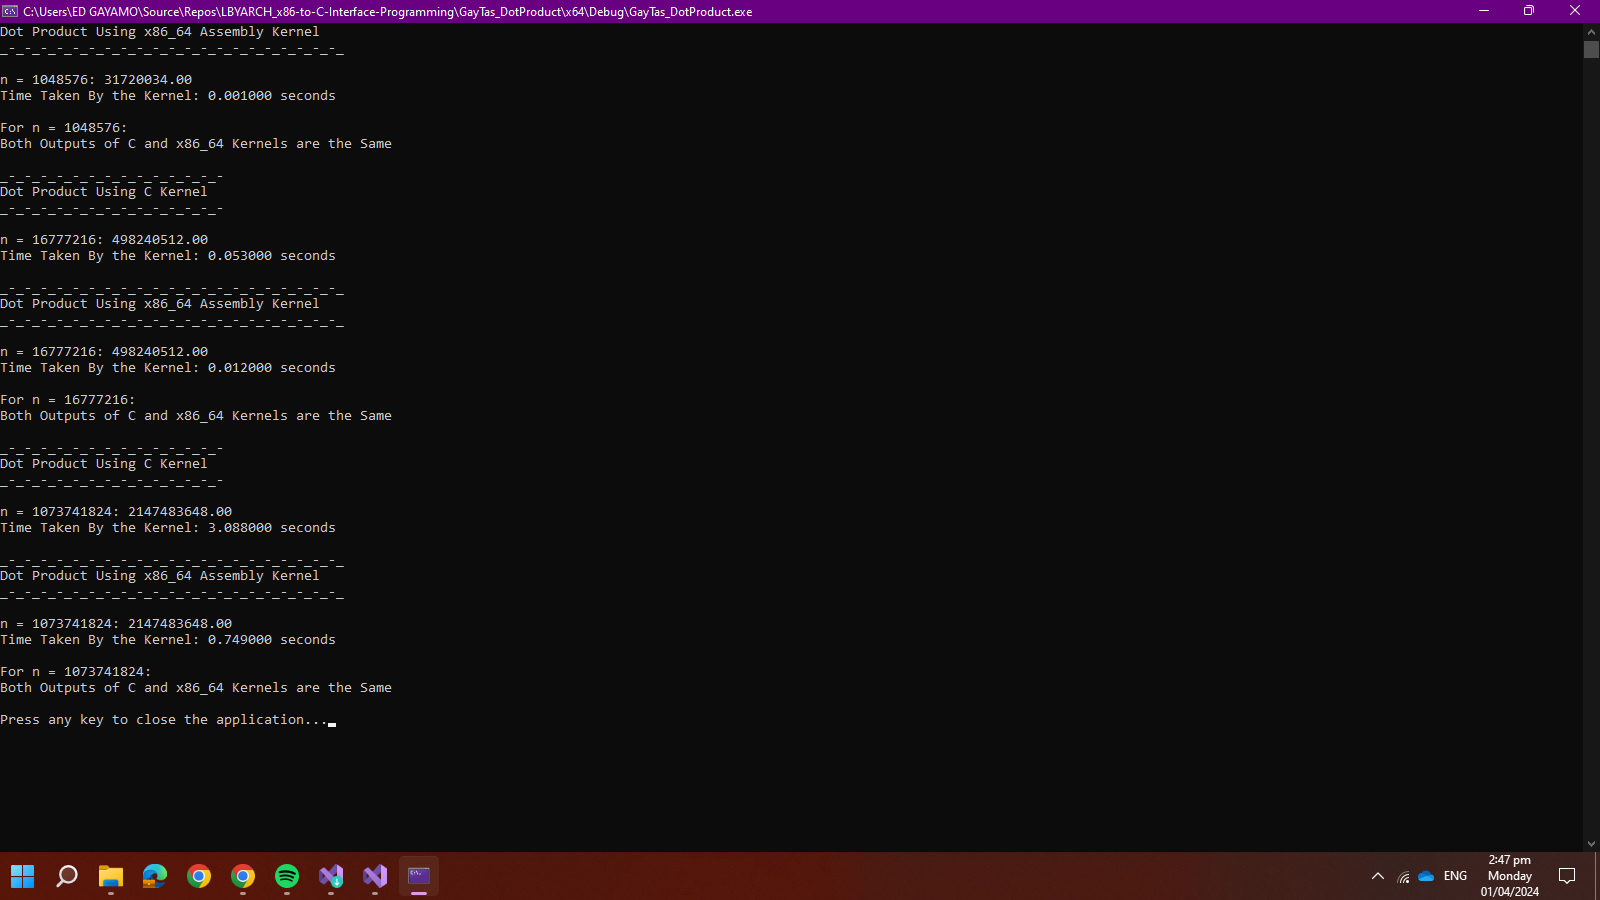 C:\Users\ED GAYAMO\Source\Repos\LBYARCH_x86-to-C-Interface-Programming\GayTas_DotProduct\x64\Debug\GayTas_DotProduct.exe
Dot Product Using x86_64 Assembly Kernel
_-_-_-_-_-_-_-_-_-_-_-_-_-_-_-_-_-_-_-_-_-_
n = 1048576: 31720034.00
Time Taken By the Kernel: 0.001000 seconds
For n = 1048576:
Both Outputs of C and x86_64 Kernels are the Same
_-_-_-_-_-_-_-_-_-_-_-_-_-_-
Dot Product Using C Kernel
_-_-_-_-_-_-_-_-_-_-_-_-_-_-
n = 16777216: 498240512.00
Time Taken By the Kernel: 0.053000 seconds
_-_-_-_-_-_-_-_-_-_-_-_-_-_-_-_-_-_-_-_-_-_
Dot Product Using x86_64 Assembly Kernel
_-_-_-_-_-_-_-_-_-_-_-_-_-_-_-_-_-_-_-_-_-_
n = 16777216: 498240512.00
Time Taken By the Kernel: 0.012000 seconds
For n = 16777216:
Both Outputs of C and x86_64 Kernels are the Same
_-_-_-_-_-_-_-_-_-_-_-_-_-_-
Dot Product Using C Kernel
_-_-_-_-_-_-_-_-_-_-_-_-_-_-
n = 1073741824: 2147483648.00
Time Taken By the Kernel: 3.088000 seconds
_-_-_-_-_-_-_-_-_-_-_-_-_-_-_-_-_-_-_-_-_-_
Dot Product Using x86_64 Assembly Kernel
_-_-_-_-_-_-_-_-_-_-_-_-_-_-_-_-_-_-_-_-_-_
n = 1073741824: 2147483648.00
Time Taken By the Kernel: 0.749000 seconds
For n = 1073741824:
Both Outputs of C and x86_64 Kernels are the Same
Press any key to close the application...
ENG
2:47 pm
Monday
01/04/2024